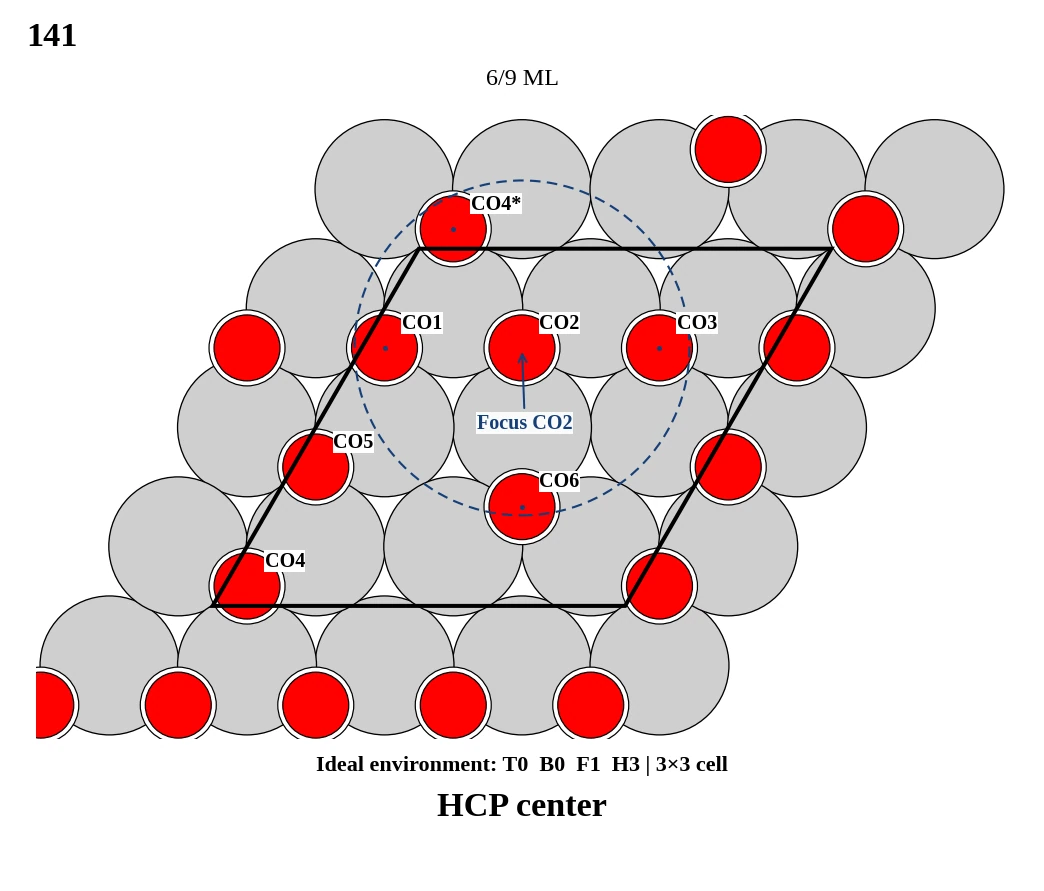 141
6/9 ML
CO4*
CO1
CO2
CO3
Focus CO2
CO5
CO6
CO4
Ideal environment: T0 B0 F1 H3 | 3×3 cell
HCP center